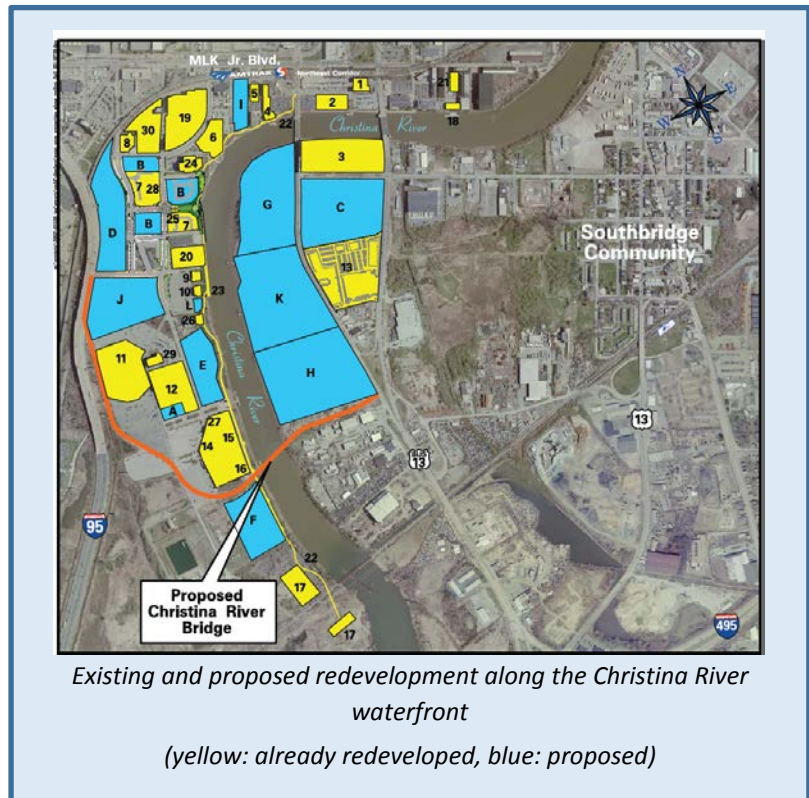 MLK Jr. Blvd.
AMTRAK Northeast Corridor
1
21
I
5
4
2
18
19
30
6
22
Christina River
N
E
W
S
8
3
B
24
7
28
B
G
C
D
B
25
7
Southbridge
Community
20
13
9
10
23
L
26
J
K
11
29
E
Christina
River
H
12
A
27
15
14
16
13
13
F
95
22
Proposed
Christina River
Bridge
17
17
495
Existing and proposed redevelopment along the Christina River
waterfront
(yellow: already redeveloped, blue: proposed)